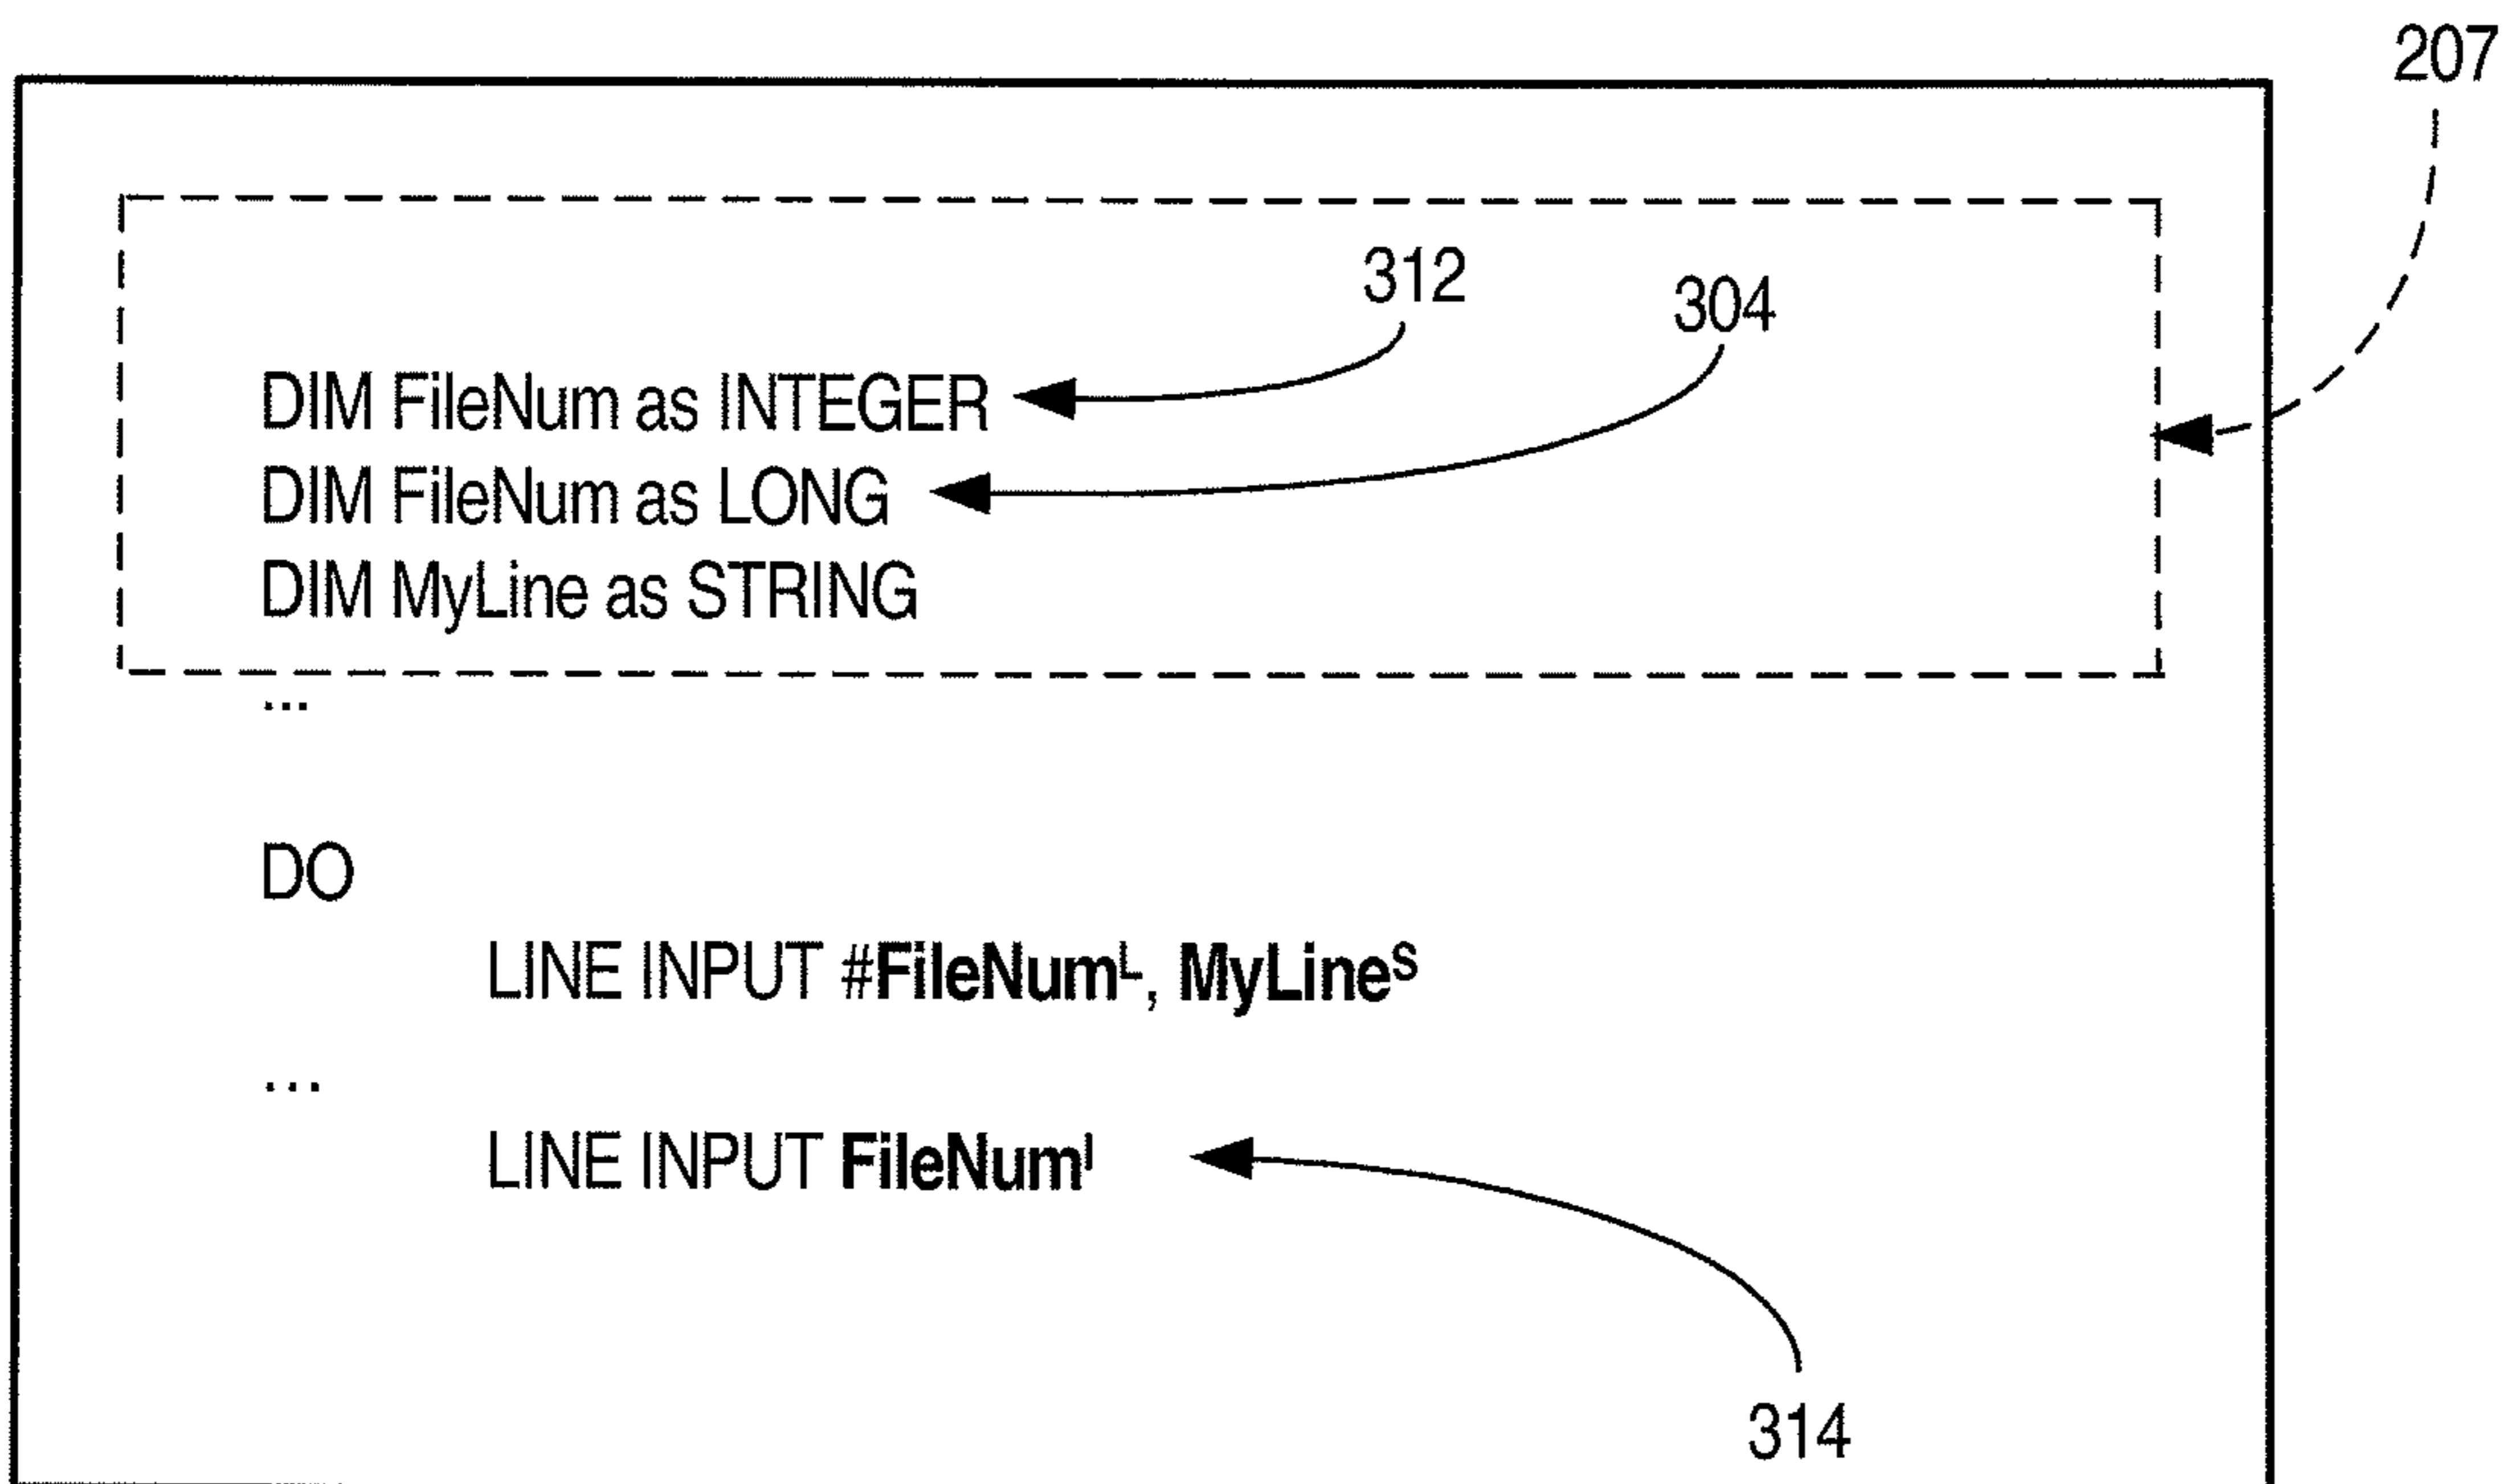 207
312
304
DIM FileNum as INTEGER
DIM FileNum as LONG
DIM MyLine as STRING
...
DO
LINE INPUT #FileNumᴸ, MyLineˢ
...
LINE INPUT FileNumᴵ
314